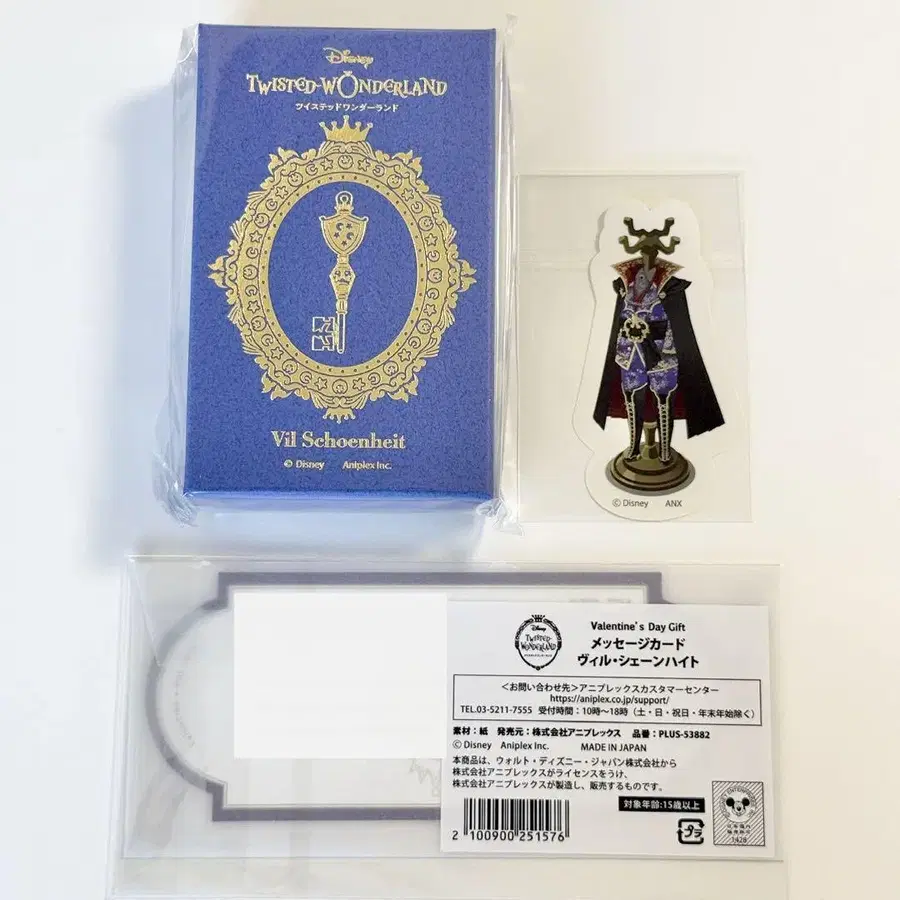 Disney
TWISTED-WONDERLAND
ツイステッドワンダーランド
Vil Schoenheit
© Disney Aniplex Inc.
© Disney ANX
Disney
TWISTED-WONDERLAND
Valentine's Day Gift
メッセージカード
ヴィル・シェーンハイト
<お問い合わせ先>アニプレックスカスタマーセンター
https://aniplex.co.jp/support/
TEL.03-5211-7555 受付時間：10時〜18時（土・日・祝日・年末年始除く）
素材：紙 発売元：株式会社アニプレックス 品番：PLUS-53882
© Disney Aniplex Inc. MADE IN JAPAN
本商品は、ウォルト・ディズニー・ジャパン株式会社から
株式会社アニプレックスがライセンスをうけ、
株式会社アニプレックスが製造し、販売するものです。
対象年齢:15歳以上
2 100900 251576
プラ
1428